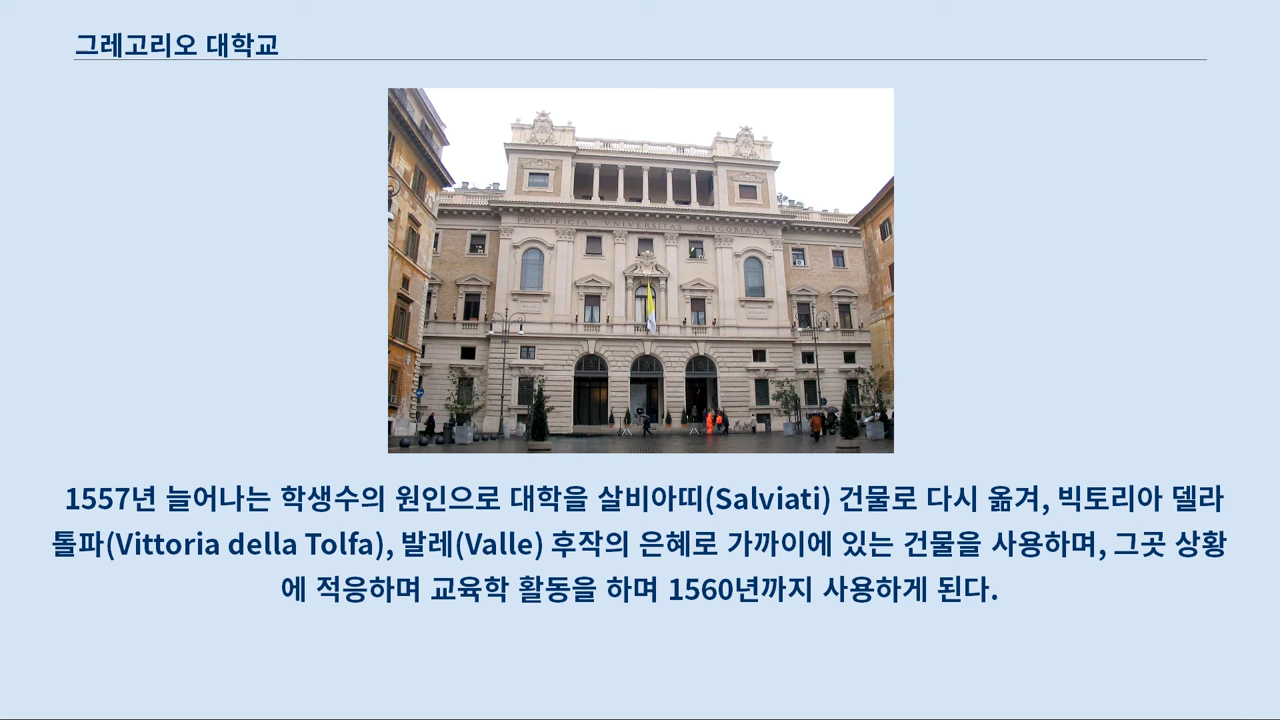 그레고리오 대학교
PONTIFICIA UNIVERSITAS GREGORIANA
1557년 늘어나는 학생수의 원인으로 대학을 살비아띠(Salviati) 건물로 다시 옮겨, 빅토리아 델라
톨파(Vittoria della Tolfa), 발레(Valle) 후작의 은혜로 가까이에 있는 건물을 사용하며, 그곳 상황
에 적응하며 교육학 활동을 하며 1560년까지 사용하게 된다.